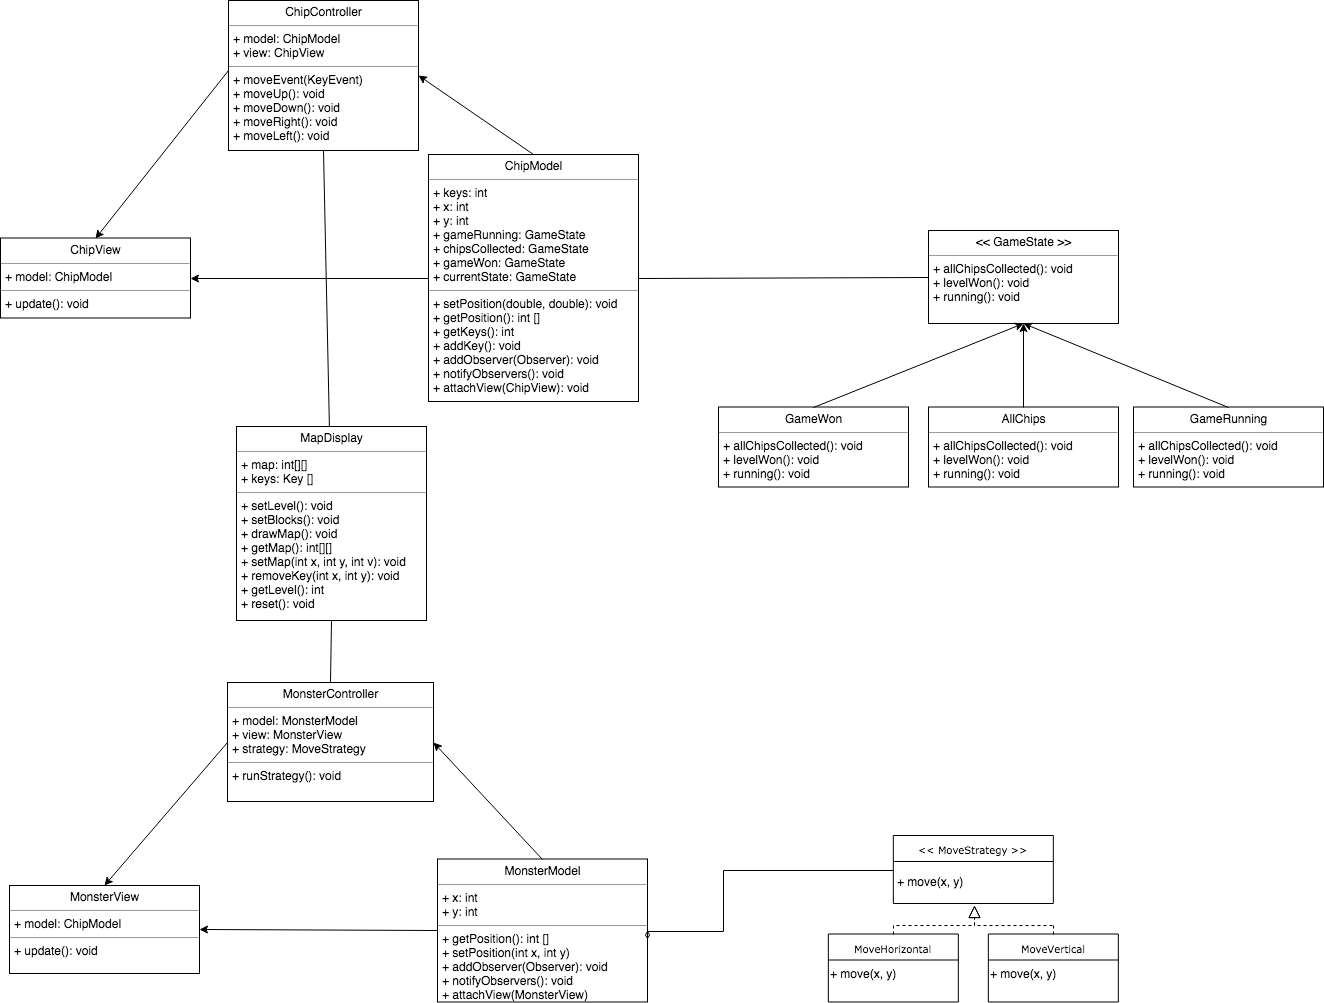 ChipController
+ model: ChipModel
+ view: ChipView
+ moveEvent(KeyEvent)
+ moveUp(): void
+ moveDown(): void
+ moveRight(): void
+ moveLeft(): void
ChipModel
+ keys: int
+ x: int
+ y: int
+ gameRunning: GameState
+ chipsCollected: GameState
+ gameWon: GameState
+ currentState: GameState
+ setPosition(double, double): void
+ getPosition(): int []
+ getKeys(): int
+ addKey(): void
+ addObserver(Observer): void
+ notifyObservers(): void
+ attachView(ChipView): void
ChipView
+ model: ChipModel
+ update(): void
<< GameState >>
+ allChipsCollected(): void
+ levelWon(): void
+ running(): void
GameWon
+ allChipsCollected(): void
+ levelWon(): void
+ running(): void
AllChips
+ allChipsCollected(): void
+ levelWon(): void
+ running(): void
GameRunning
+ allChipsCollected(): void
+ levelWon(): void
+ running(): void
MapDisplay
+ map: int[][]
+ keys: Key []
+ setLevel(): void
+ setBlocks(): void
+ drawMap(): void
+ getMap(): int[][]
+ setMap(int x, int y, int v): void
+ removeKey(int x, int y): void
+ getLevel(): int
+ reset(): void
MonsterController
+ model: MonsterModel
+ view: MonsterView
+ strategy: MoveStrategy
+ runStrategy(): void
MonsterView
+ model: ChipModel
+ update(): void
MonsterModel
+ x: int
+ y: int
+ getPosition(): int []
+ setPosition(int x, int y)
+ addObserver(Observer): void
+ notifyObservers(): void
+ attachView(MonsterView)
<< MoveStrategy >>
+ move(x, y)
MoveHorizontal
+ move(x, y)
MoveVertical
+ move(x, y)